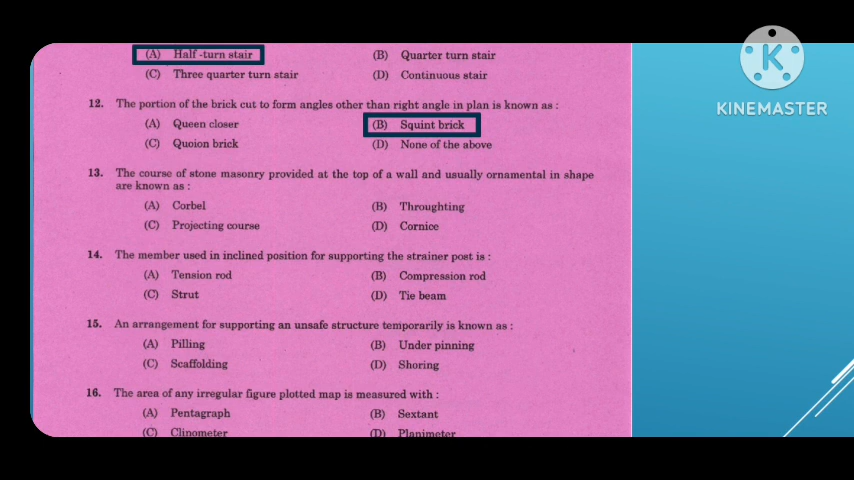 (A) Half -turn stair (B) Quarter turn stair
(C) Three quarter turn stair (D) Continuous stair
12. The portion of the brick cut to form angles other than right angle in plan is known as :
(A) Queen closer (B) Squint brick
(C) Quoion brick (D) None of the above
13. The course of stone masonry provided at the top of a wall and usually ornamental in shape
are known as :
(A) Corbel (B) Throughting
(C) Projecting course (D) Cornice
14. The member used in inclined position for supporting the strainer post is :
(A) Tension rod (B) Compression rod
(C) Strut (D) Tie beam
15. An arrangement for supporting an unsafe structure temporarily is known as :
(A) Pilling (B) Under pinning
(C) Scaffolding (D) Shoring
16. The area of any irregular figure plotted map is measured with :
(A) Pentagraph (B) Sextant
(C) Clinometer (D) Planimeter
K
KINEMASTER